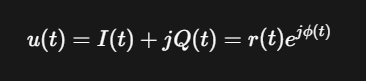 u(t) = I(t) + jQ(t) = r(t)e^{jϕ(t)}